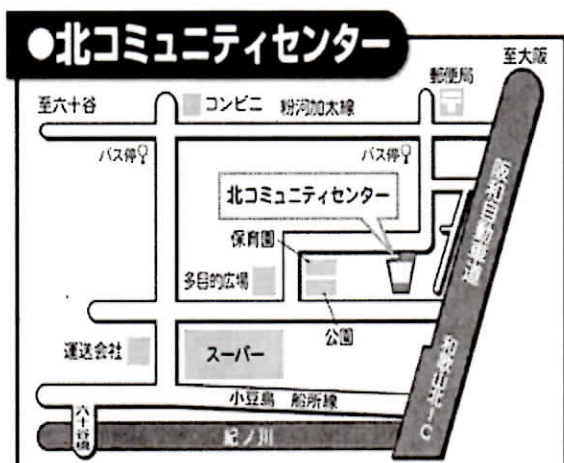 ●北コミュニティセンター
至大阪
郵便局
至六十谷
コンビニ
粉河加太線
バス停
バス停
阪和自動車道
北コミュニティセンター
保育園
多目的広場
公園
運送会社
スーパー
和歌山北IC
小豆島 船所線
六十谷橋
紀ノ川